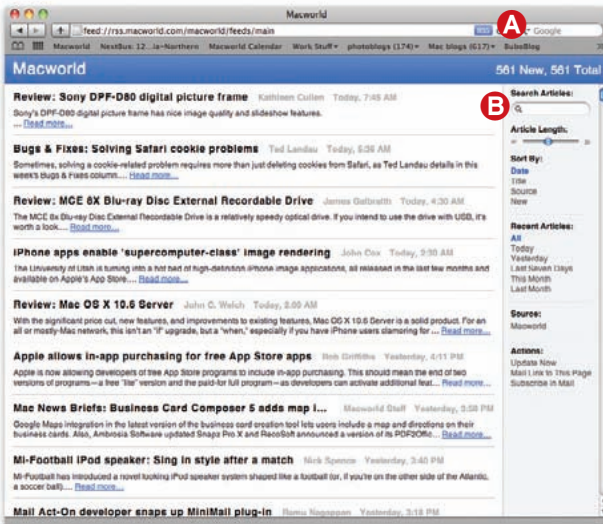 Macworld
feed://rss.macworld.com/macworld/feeds/main
RSS
A
Google
Macworld NextBus: 12...la-Northern Macworld Calendar Work Stuff photoblogs (174) Mac blogs (617) BuboBlog
Macworld
561 New, 561 Total
Review: Sony DPF-D80 digital picture frame Kathleen Cullen Today, 7:45 AM
Sony's DPF-D80 digital picture frame has nice image quality and slideshow features.
... Read more...
Bugs & Fixes: Solving Safari cookie problems Ted Landau Today, 5:36 AM
Sometimes, solving a cookie-related problem requires more than just deleting cookies from Safari, as Ted Landau details in this
week's Bugs & Fixes column.... Read more...
Review: MCE 8X Blu-ray Disc External Recordable Drive James Galbraith Today, 4:30 AM
The MCE 8x Blu-ray Disc External Recordable Drive is a relatively speedy optical drive. If you intend to use the drive with USB, it's
worth a look.... Read more...
iPhone apps enable 'supercomputer-class' image rendering John Cox Today, 2:30 AM
The University of Utah is turning into a hot bed of high-definition iPhone image applications, all released in the last few months and
available on Apple's App Store.... Read more...
Review: Mac OS X 10.6 Server John C. Welch Today, 2:00 AM
With the significant price cut, new features, and improvements to existing features, Mac OS X 10.6 Server is a solid product. For an
all or mostly-Mac network, this isn't an "if" upgrade, but a "when," especially if you have iPhone users clamoring for ... Read more...
Apple allows in-app purchasing for free App Store apps Rob Griffiths Yesterday, 4:11 PM
Apple is now allowing developers of free App Store programs to include in-app purchasing. This should mean the end of two
versions of programs—a free "lite" version and the paid-for full program—as developers can activate additional feat... Read more...
Mac News Briefs: Business Card Composer 5 adds map i... Macworld Staff Yesterday, 3:58 PM
Google Maps integration in the latest version of the business card creation tool lets users include a map and directions on their
business cards. Also, Ambrosia Software updated Snapz Pro X and RecoSoft announced a version of its PDF2Offic... Read more...
Mi-Football iPod speaker: Sing in style after a match Nick Spence Yesterday, 3:40 PM
Mi-Football has introduced a novel looking iPod speaker system shaped like a football (or, if you're on the other side of the Atlantic,
a soccer ball).... Read more...
Mail Act-On developer snaps up MiniMail plug-in Romu Nagappan Yesterday, 3:18 PM
Search Articles:
B
Article Length:
Sort By:
Date
Title
Source
New
Recent Articles:
All
Today
Yesterday
Last Seven Days
This Month
Last Month
Source:
Macworld
Actions:
Update Now
Mail Link to This Page
Subscribe in Mail